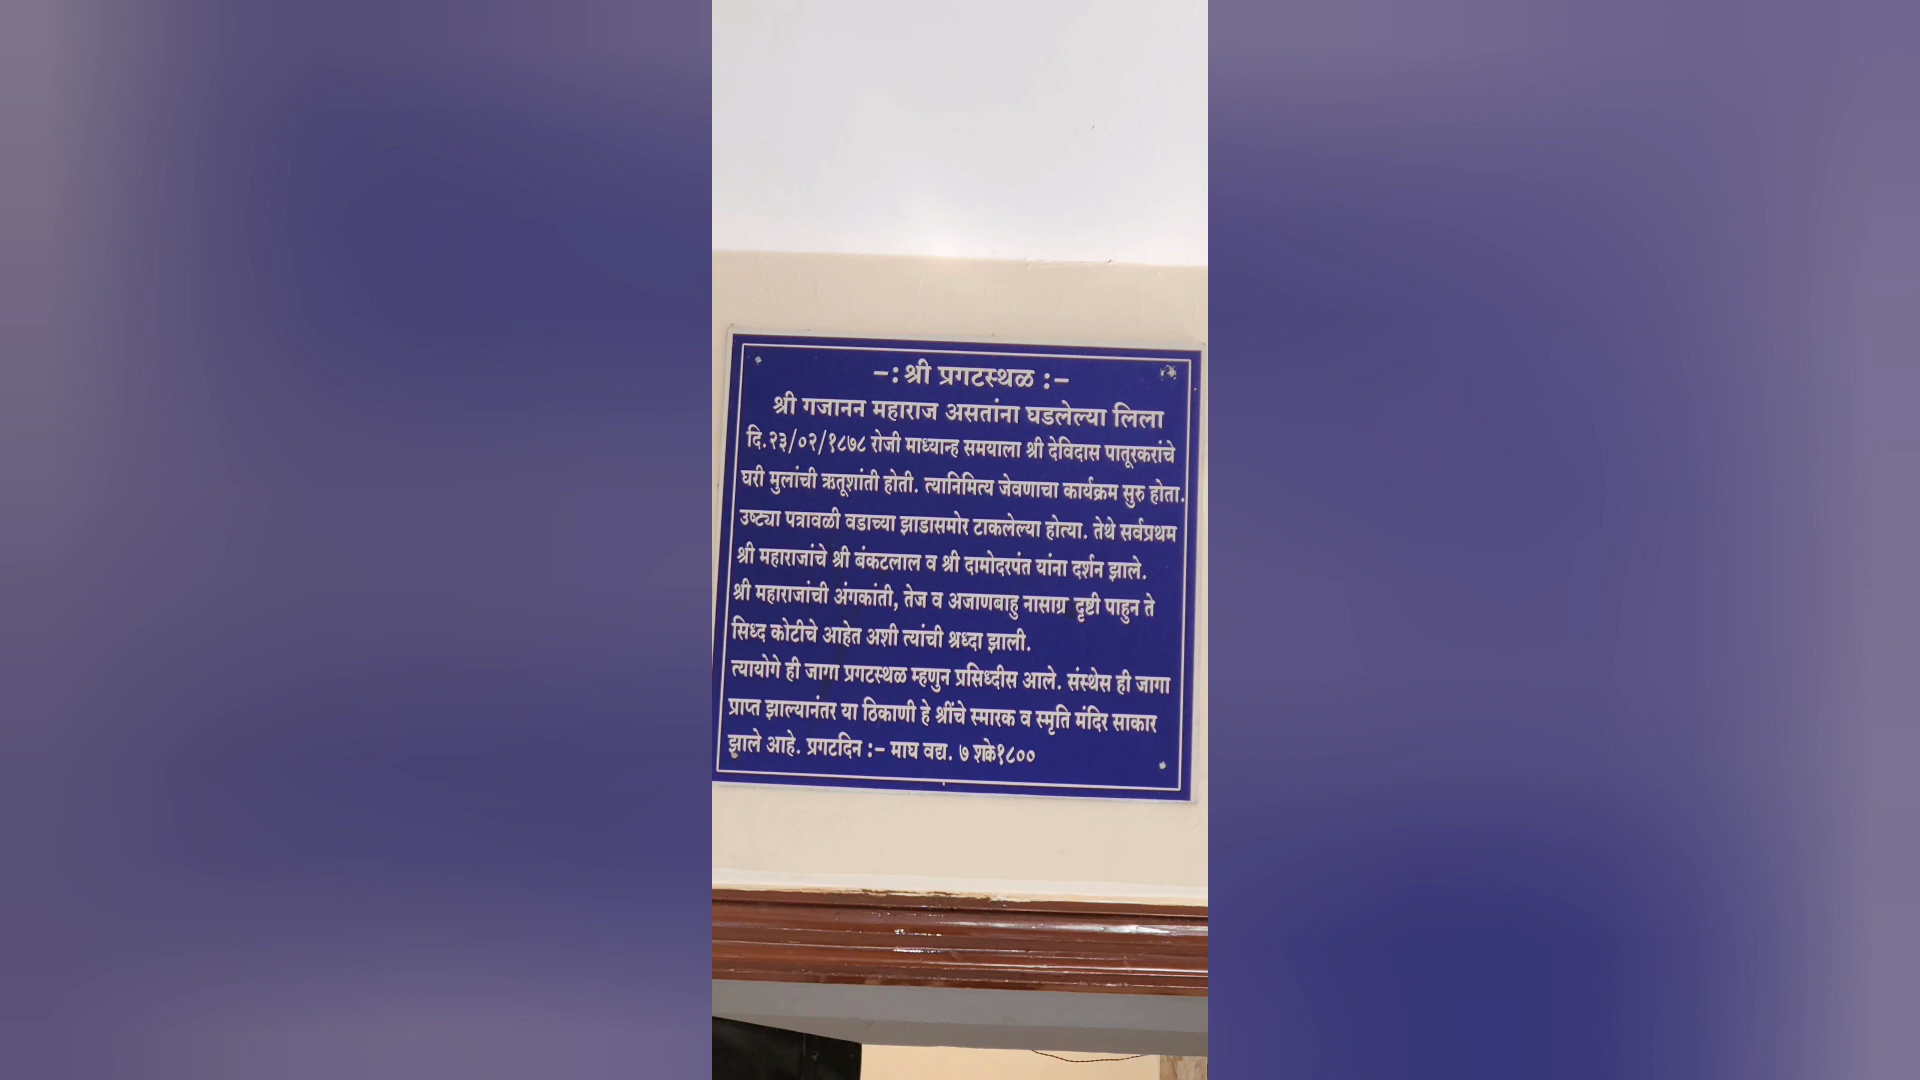 -: श्री प्रगटस्थळ :-
श्री गजानन महाराज असतांना घडलेल्या लिला
दि.२३/०२/१८७८ रोजी माध्यान्ह समयाला श्री देविदास पातूरकरांचे
घरी मुलांची ऋतूशांती होती. त्यानिमित्य जेवणाचा कार्यक्रम सुरु होता.
उष्ट्या पत्रावळी वडाच्या झाडासमोर टाकलेल्या होत्या. तेथे सर्वप्रथम
श्री महाराजांचे श्री बंकटलाल व श्री दामोदरपंत यांना दर्शन झाले.
श्री महाराजांची अंगकांती, तेज व अजाणबाहु नासाग्र दृष्टी पाहुन ते
सिध्द कोटीचे आहेत अशी त्यांची श्रध्दा झाली.
त्यायोगे ही जागा प्रगटस्थळ म्हणुन प्रसिध्दीस आले. संस्थेस ही जागा
प्राप्त झाल्यानंतर या ठिकाणी हे श्रींचे स्मारक व स्मृति मंदिर साकार
झाले आहे. प्रगटदिन :- माघ वद्य. ७ शके१८००